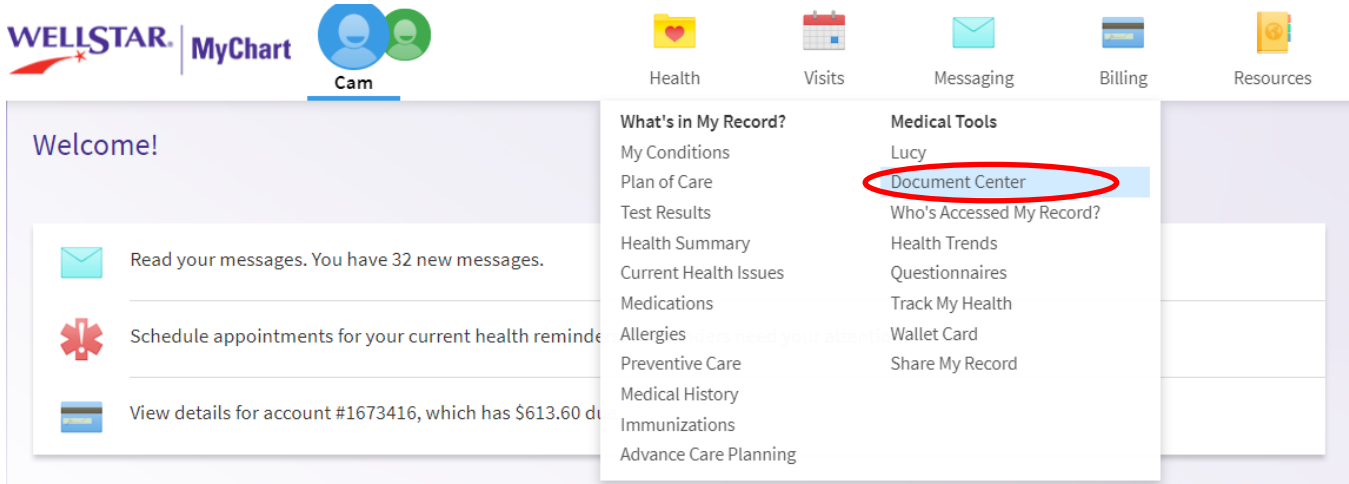 WELLSTAR. MyChart
Cam
Health Visits Messaging Billing Resources
Welcome!
Read your messages. You have 32 new messages.
Schedule appointments for your current health reminde
View details for account #1673416, which has $613.60 du
What's in My Record?
My Conditions
Plan of Care
Test Results
Health Summary
Current Health Issues
Medications
Allergies
Preventive Care
Medical History
Immunizations
Advance Care Planning
Medical Tools
Lucy
Document Center
Who's Accessed My Record?
Health Trends
Questionnaires
Track My Health
Wallet Card
Share My Record